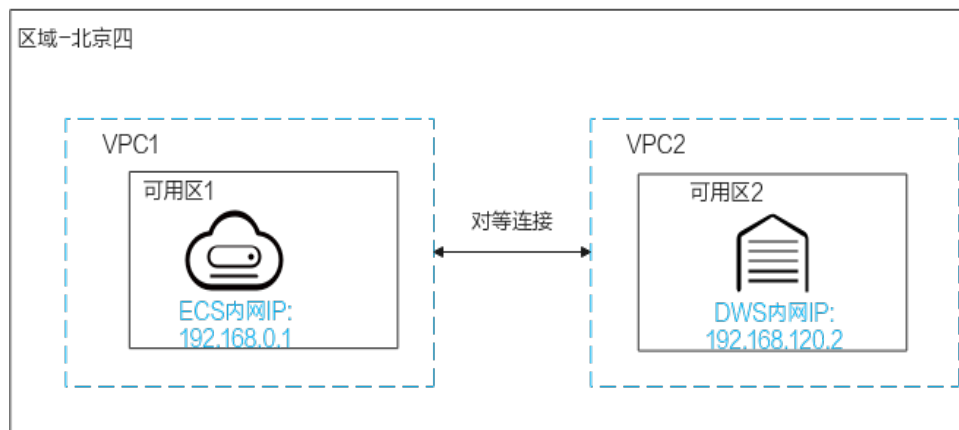 区域-北京四
VPC1
VPC2
可用区1
可用区2
对等连接
ECS内网IP:
192.168.0.1
DWS内网IP:
192.168.120.2